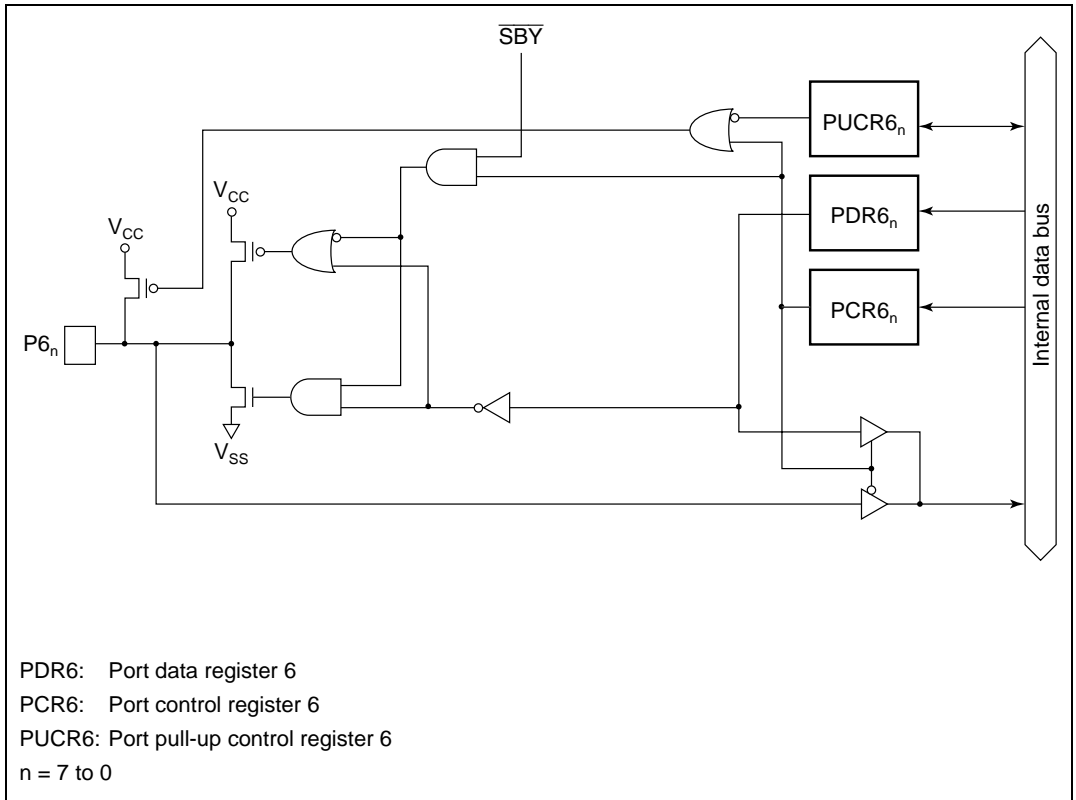 SBY
PUCR6n
VCC
PDR6n
VCC
PCR6n
P6n
VSS
Internal data bus
PDR6: Port data register 6
PCR6: Port control register 6
PUCR6: Port pull-up control register 6
n = 7 to 0